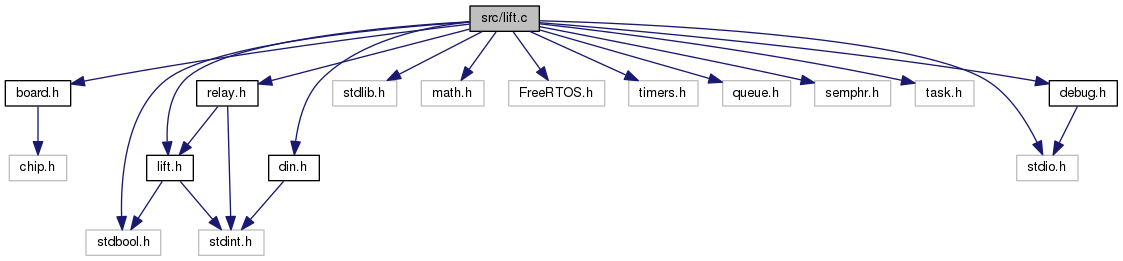 src/lift.c
board.h
relay.h
stdlib.h
math.h
FreeRTOS.h
timers.h
queue.h
semphr.h
task.h
debug.h
chip.h
lift.h
din.h
stdio.h
stdbool.h
stdint.h